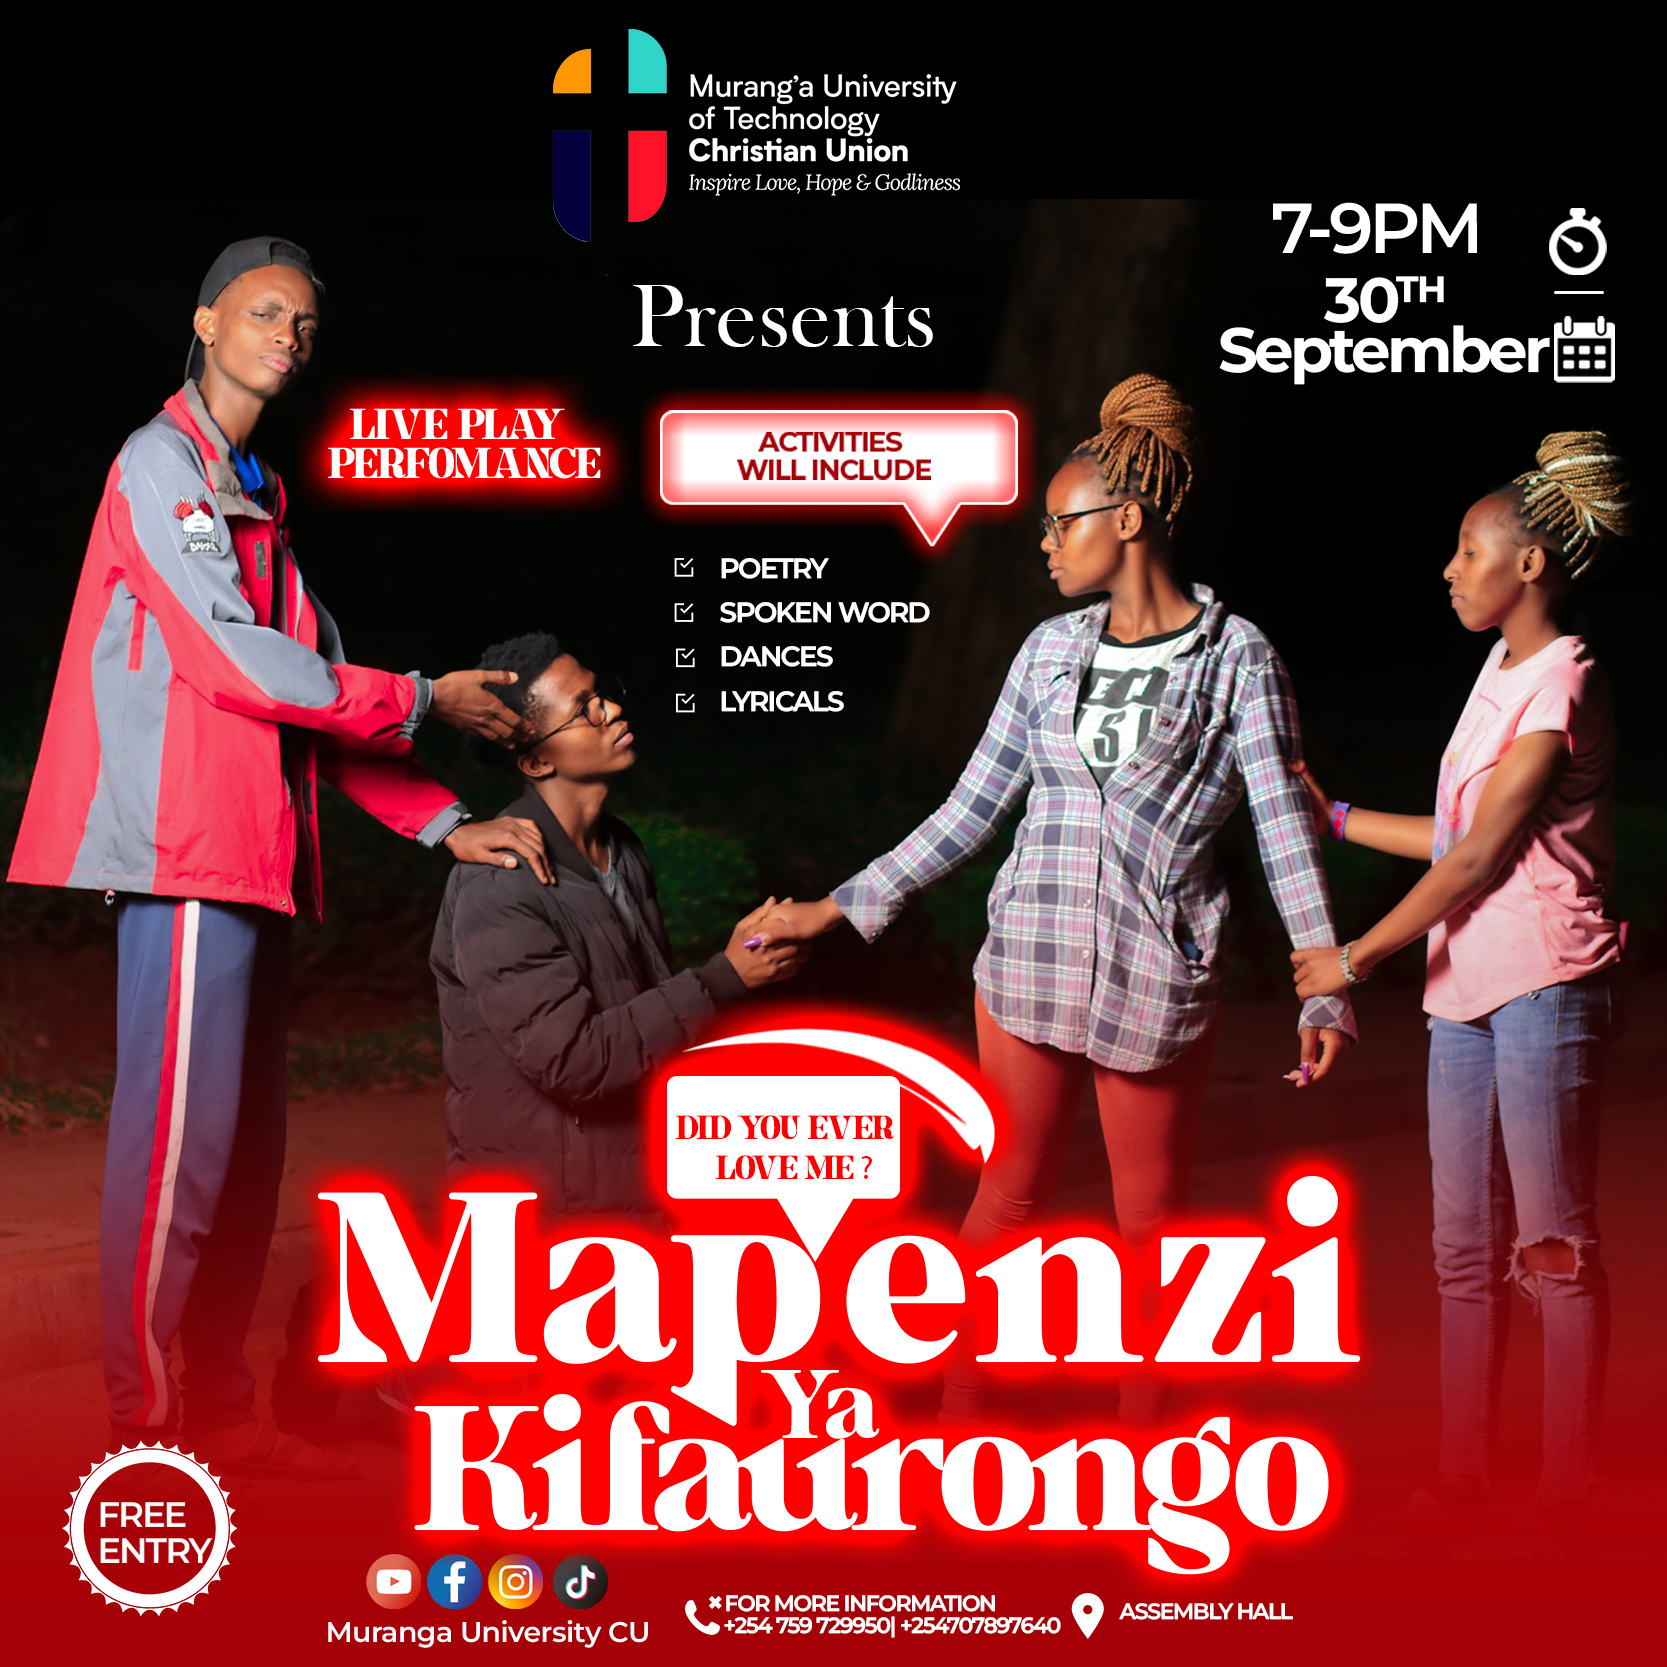 Murang'a University
of Technology
Christian Union
Inspire Love, Hope & Godliness
Presents
7-9PM
30TH
September
LIVE PLAY
PERFOMANCE
ACTIVITIES
WILL INCLUDE
POETRY
SPOKEN WORD
DANCES
LYRICALS
DID YOU EVER
LOVE ME ?
Mapenzi
Ya
Kifaurongo
FREE
ENTRY
Muranga University CU
FOR MORE INFORMATION
+254 759 729950| +254707897640
ASSEMBLY HALL